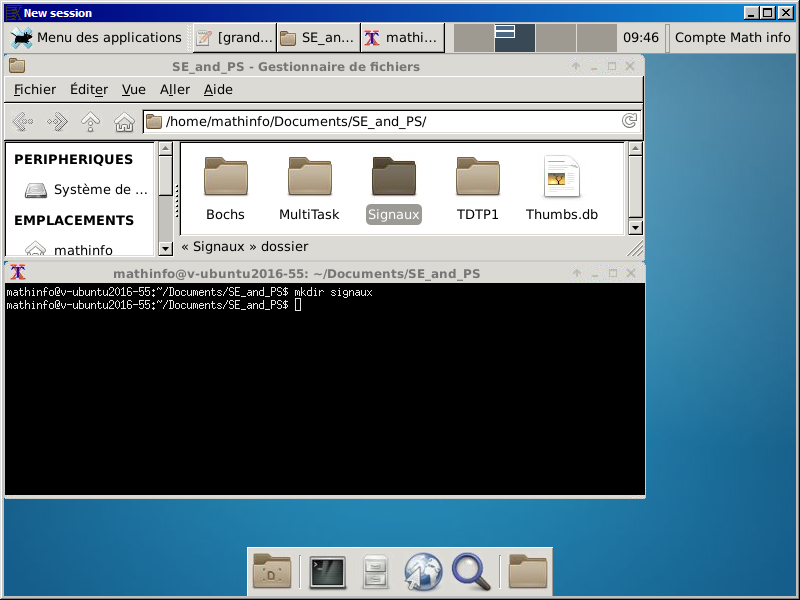 New session
Menu des applications [grand... SE_an... mathi... 09:46 Compte Math info
SE_and_PS - Gestionnaire de fichiers
Fichier Éditer Vue Aller Aide
/home/mathinfo/Documents/SE_and_PS/
PERIPHERIQUES
Système de ...
EMPLACEMENTS
mathinfo
Bochs MultiTask Signaux TDTP1 Thumbs.db
« Signaux » dossier
mathinfo@v-ubuntu2016-55: ~/Documents/SE_and_PS
mathinfo@v-ubuntu2016-55:~/Documents/SE_and_PS$ mkdir signaux
mathinfo@v-ubuntu2016-55:~/Documents/SE_and_PS$